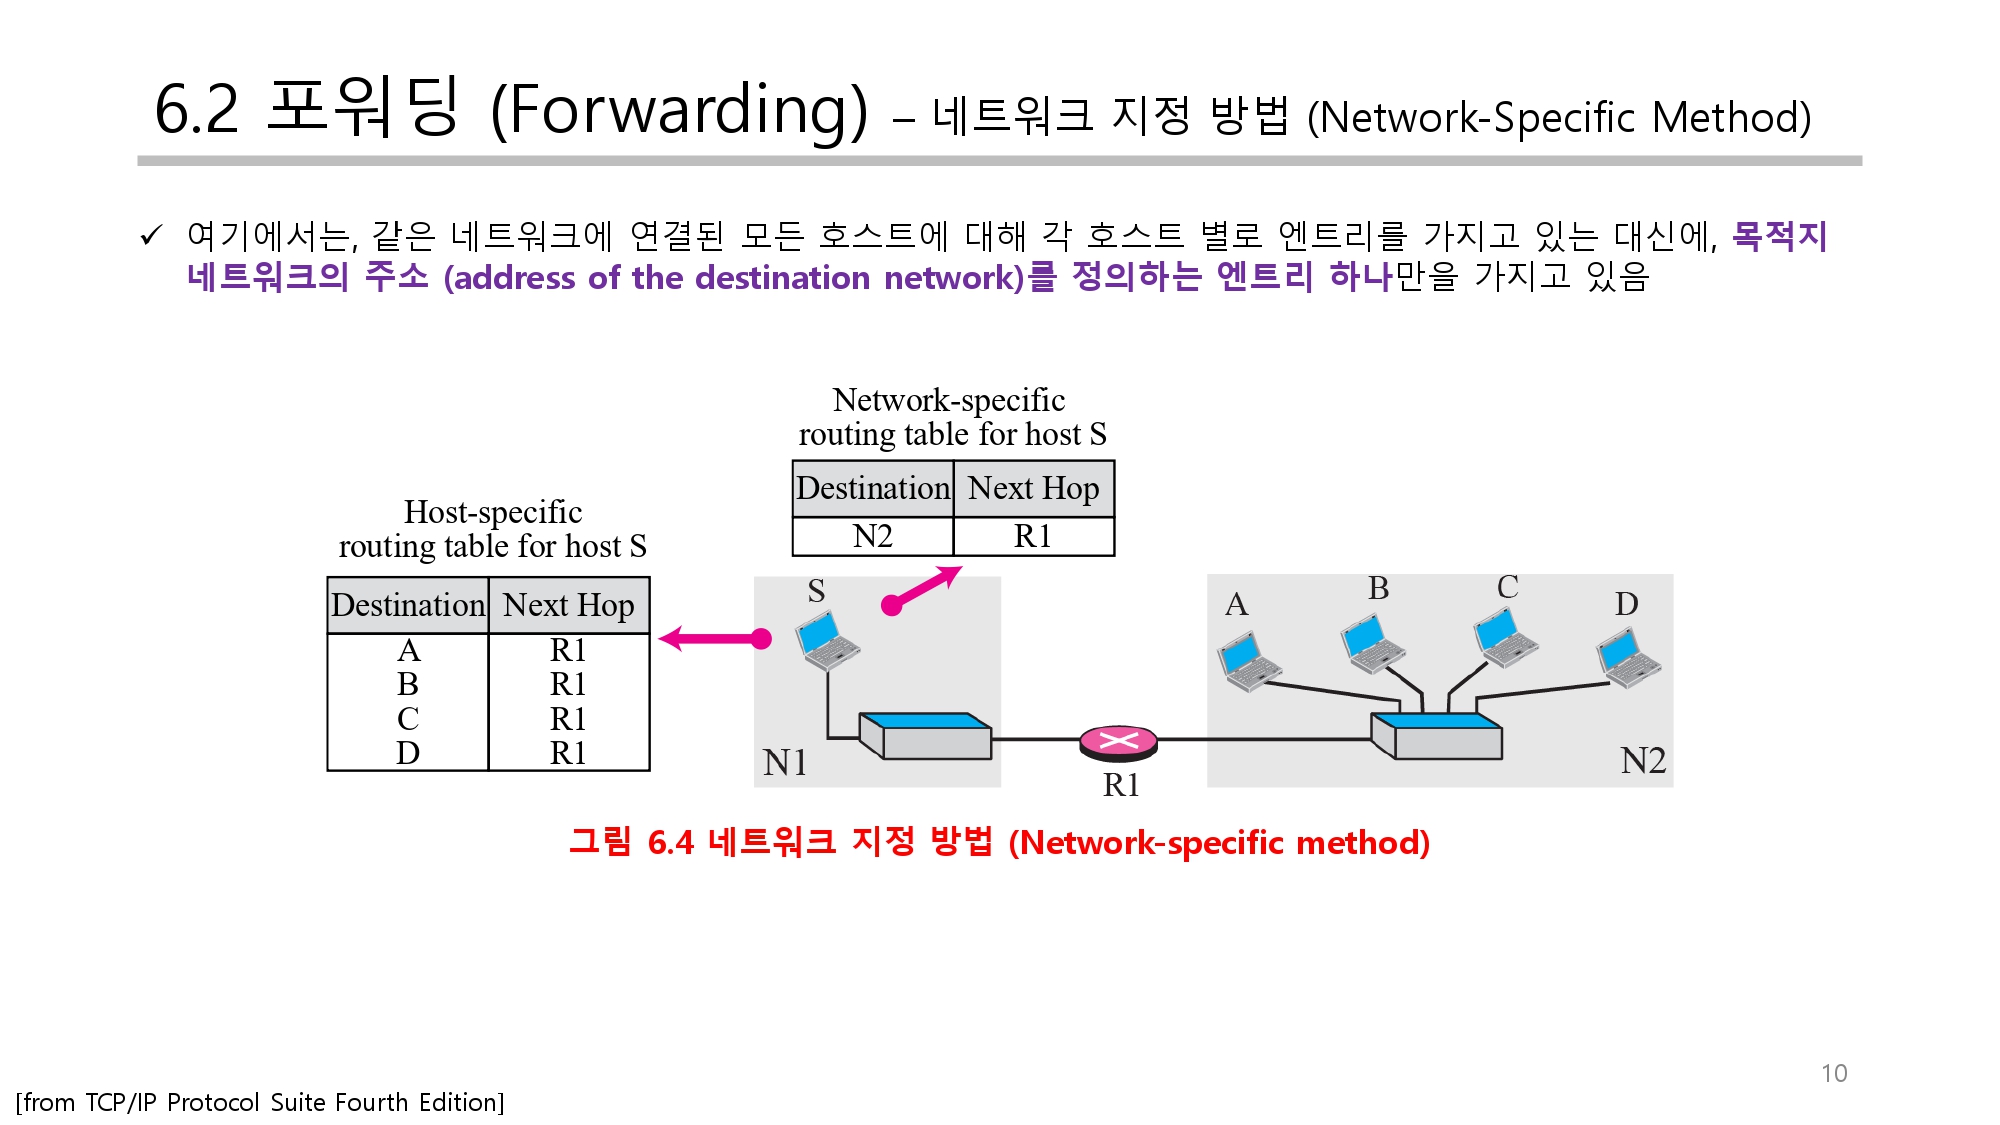 6.2 포워딩 (Forwarding) – 네트워크 지정 방법 (Network-Specific Method)
✓ 여기에서는, 같은 네트워크에 연결된 모든 호스트에 대해 각 호스트 별로 엔트리를 가지고 있는 대신에, 목적지
네트워크의 주소 (address of the destination network)를 정의하는 엔트리 하나만을 가지고 있음
Network-specific
routing table for host S
Destination Next Hop
N2 R1
Host-specific
routing table for host S
Destination Next Hop
A R1
B R1
C R1
D R1
S
N1
R1
A
B
C
D
N2
그림 6.4 네트워크 지정 방법 (Network-specific method)
10
[from TCP/IP Protocol Suite Fourth Edition]